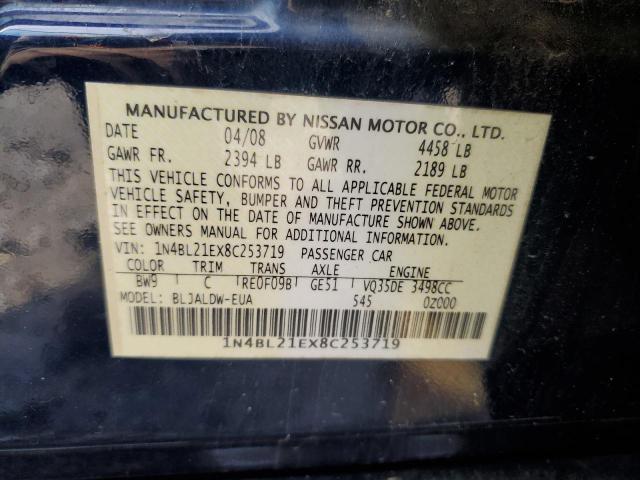 MANUFACTURED BY NISSAN MOTOR CO., LTD.
DATE 04/08 GVWR 4458 LB
GAWR FR. 2394 LB GAWR RR. 2189 LB
THIS VEHICLE CONFORMS TO ALL APPLICABLE FEDERAL MOTOR
VEHICLE SAFETY, BUMPER AND THEFT PREVENTION STANDARDS
IN EFFECT ON THE DATE OF MANUFACTURE SHOWN ABOVE.
SEE OWNERS MANUAL FOR ADDITIONAL INFORMATION.
VIN: 1N4BL21EX8C253719 PASSENGER CAR
COLOR TRIM TRANS AXLE ENGINE
BW9 C RE0F09B GE51 VQ35DE 3498CC
MODEL: BLJALDW-EUA 545 0Z000
1N4BL21EX8C253719